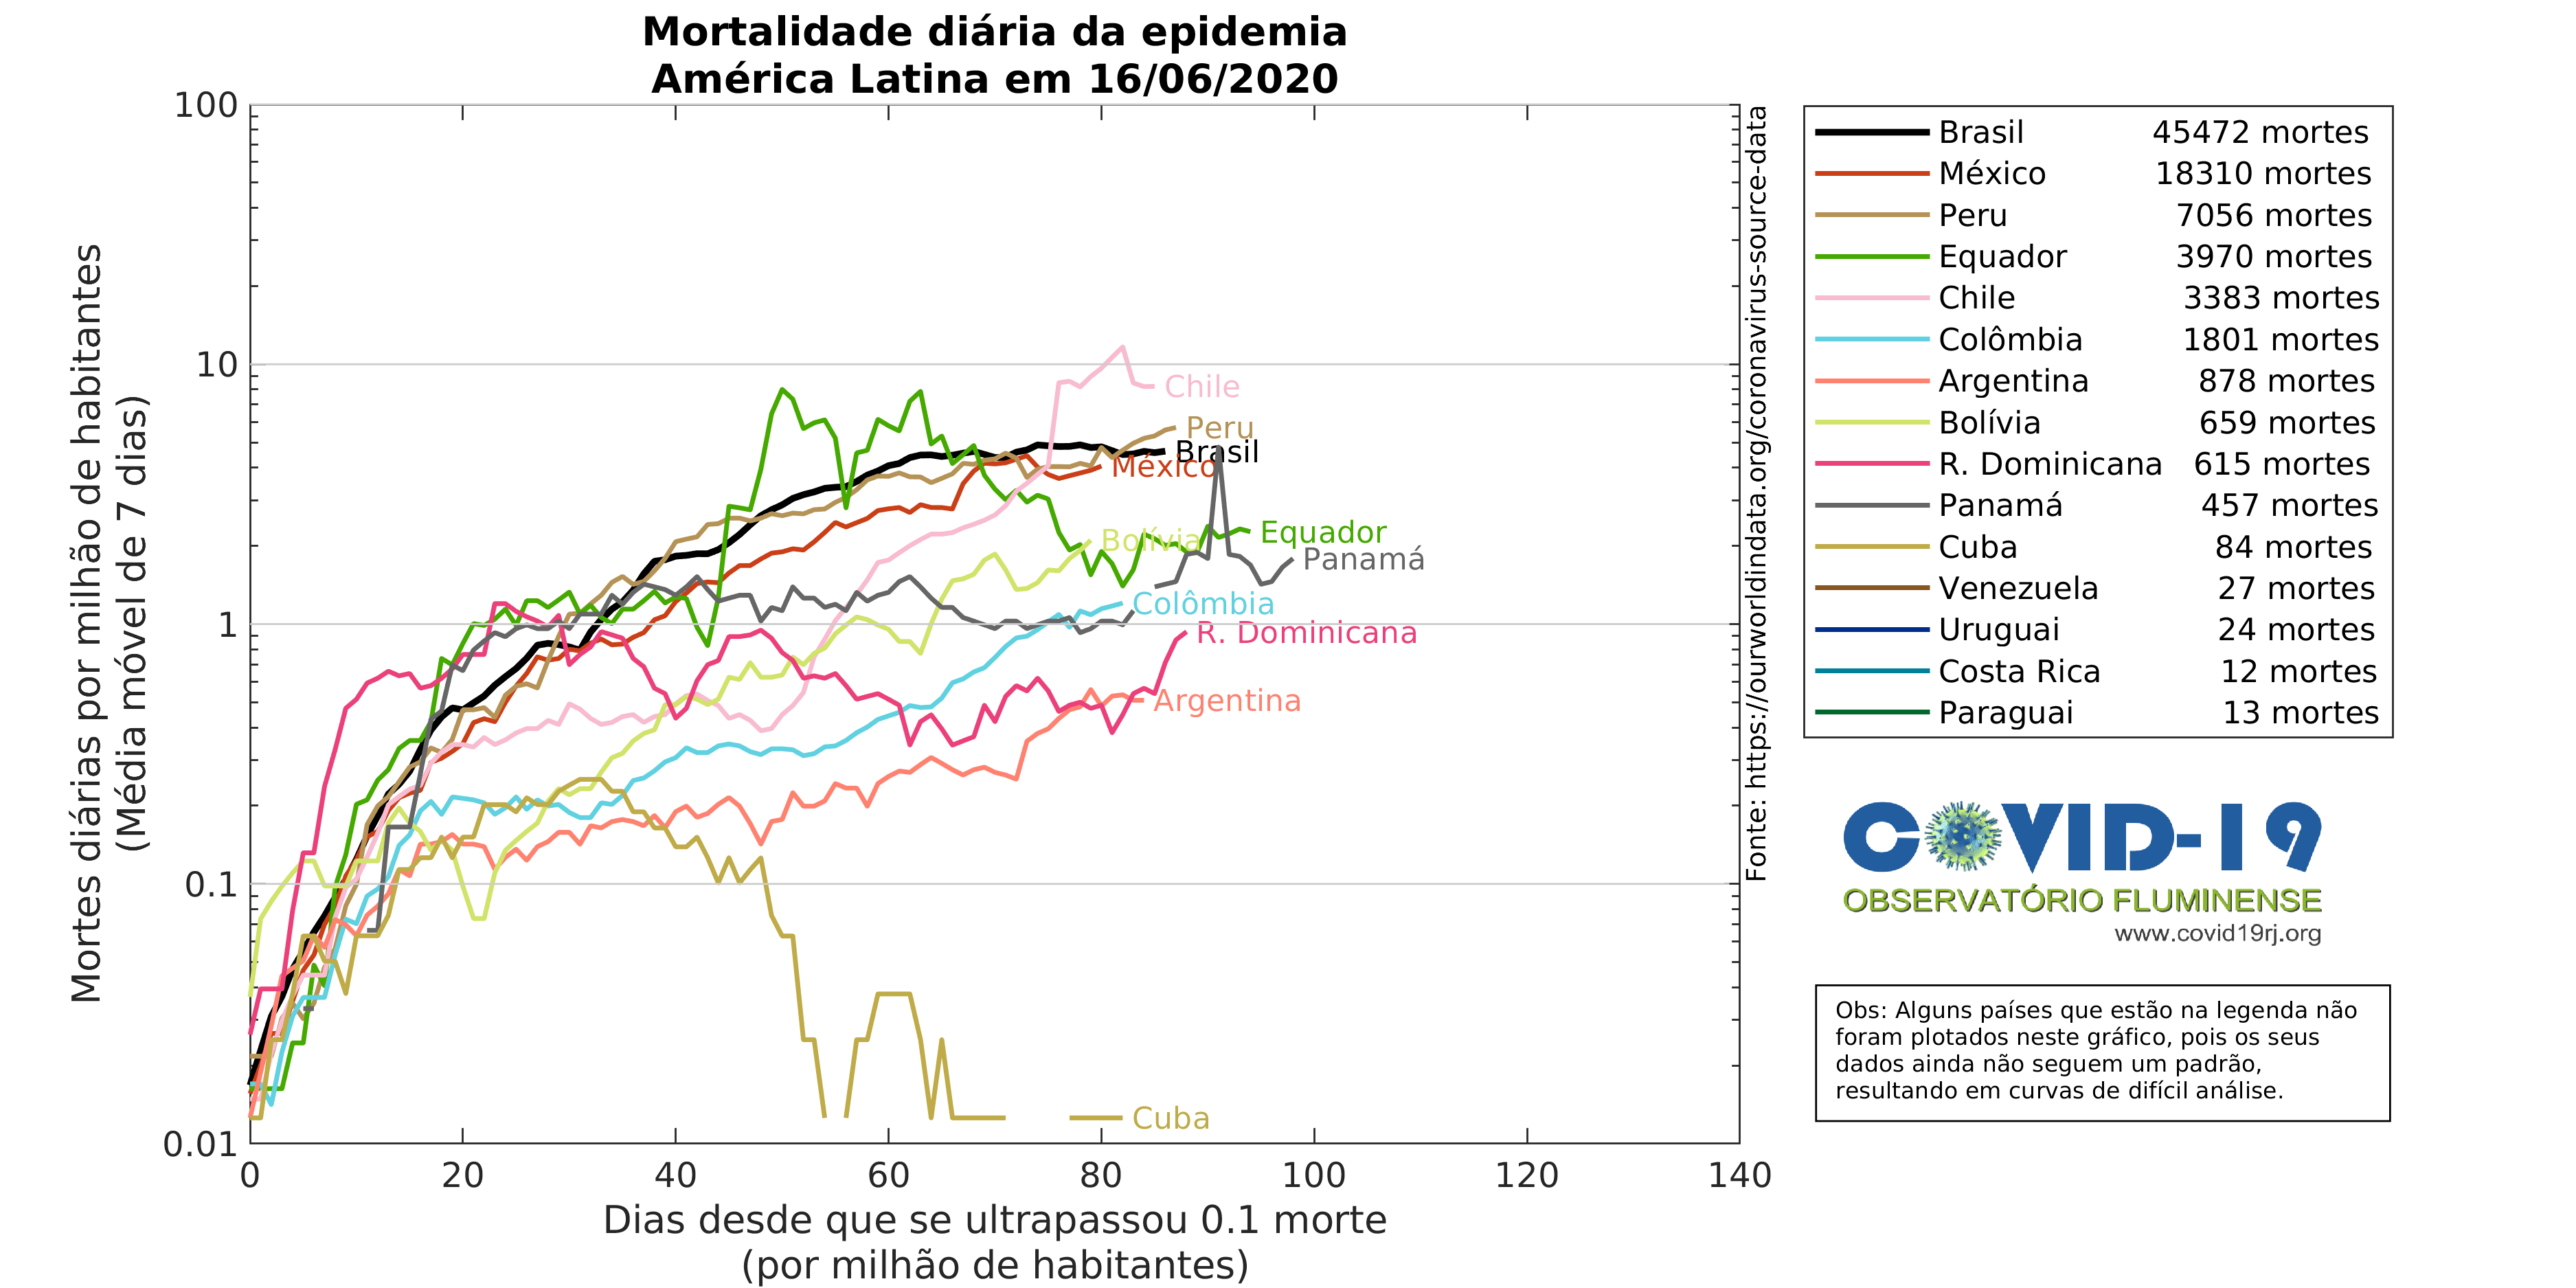 Mortalidade diária da epidemia
América Latina em 16/06/2020
Mortes diárias por milhão de habitantes
(Média móvel de 7 dias)
100
10
1
0.1
0.01
0 20 40 60 80 100 120 140
Dias desde que se ultrapassou 0.1 morte
(por milhão de habitantes)
Chile
Peru
Brasil
México
Equador
Bolívia
Panamá
Colômbia
R. Dominicana
Argentina
Cuba
Fonte: https://ourworldindata.org/coronavirus-source-data
Brasil 45472 mortes
México 18310 mortes
Peru 7056 mortes
Equador 3970 mortes
Chile 3383 mortes
Colômbia 1801 mortes
Argentina 878 mortes
Bolívia 659 mortes
R. Dominicana 615 mortes
Panamá 457 mortes
Cuba 84 mortes
Venezuela 27 mortes
Uruguai 24 mortes
Costa Rica 12 mortes
Paraguai 13 mortes
COVID-19
OBSERVATÓRIO FLUMINENSE
www.covid19rj.org
Obs: Alguns países que estão na legenda não
foram plotados neste gráfico, pois os seus
dados ainda não seguem um padrão,
resultando em curvas de difícil análise.